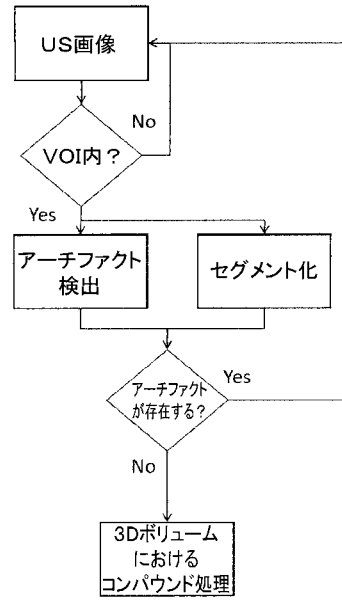 US画像
No
VOI内？
Yes
アーチファクト
検出
セグメント化
アーチファクト
が存在する？
Yes
No
3Dボリューム
における
コンパウンド処理